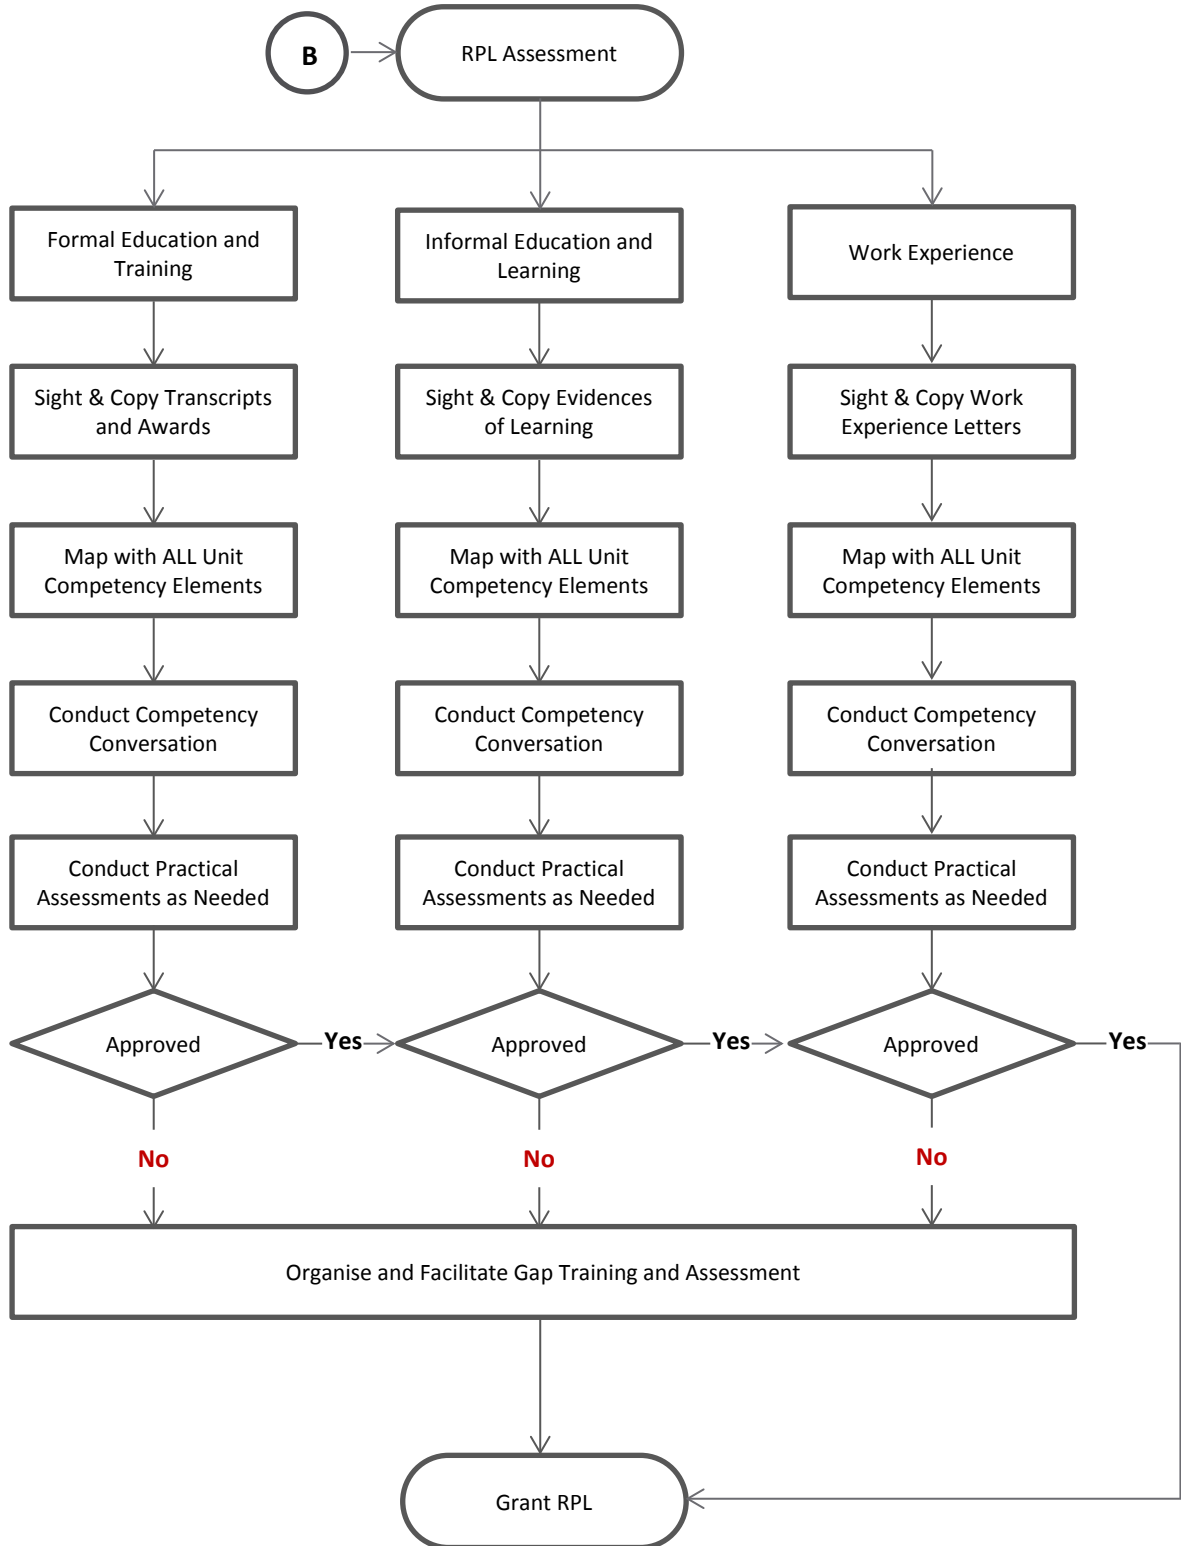 B
RPL Assessment
Formal Education and
Training
Informal Education and
Learning
Work Experience
Sight & Copy Transcripts
and Awards
Sight & Copy Evidences
of Learning
Sight & Copy Work
Experience Letters
Map with ALL Unit
Competency Elements
Map with ALL Unit
Competency Elements
Map with ALL Unit
Competency Elements
Conduct Competency
Conversation
Conduct Competency
Conversation
Conduct Competency
Conversation
Conduct Practical
Assessments as Needed
Conduct Practical
Assessments as Needed
Conduct Practical
Assessments as Needed
Approved
Yes
Approved
Yes
Approved
Yes
No
No
No
Organise and Facilitate Gap Training and Assessment
Grant RPL